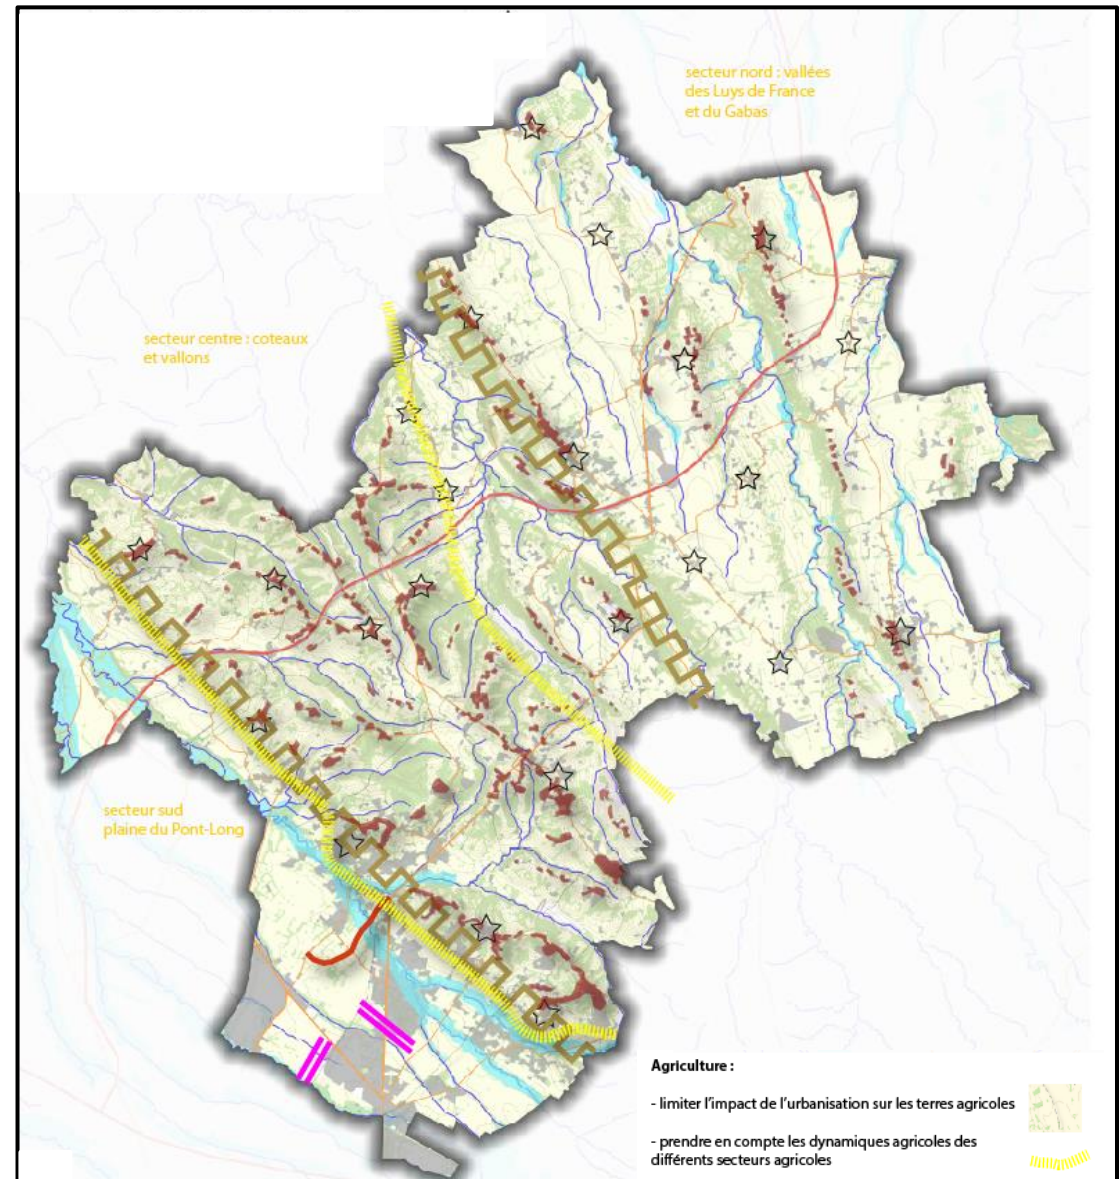 secteur nord : vallées
des Luys de France
et du Gabas
secteur centre : coteaux
et vallons
secteur sud
plaine du Pont-Long
Agriculture :
- limiter l'impact de l'urbanisation sur les terres agricoles
- prendre en compte les dynamiques agricoles des
différents secteurs agricoles